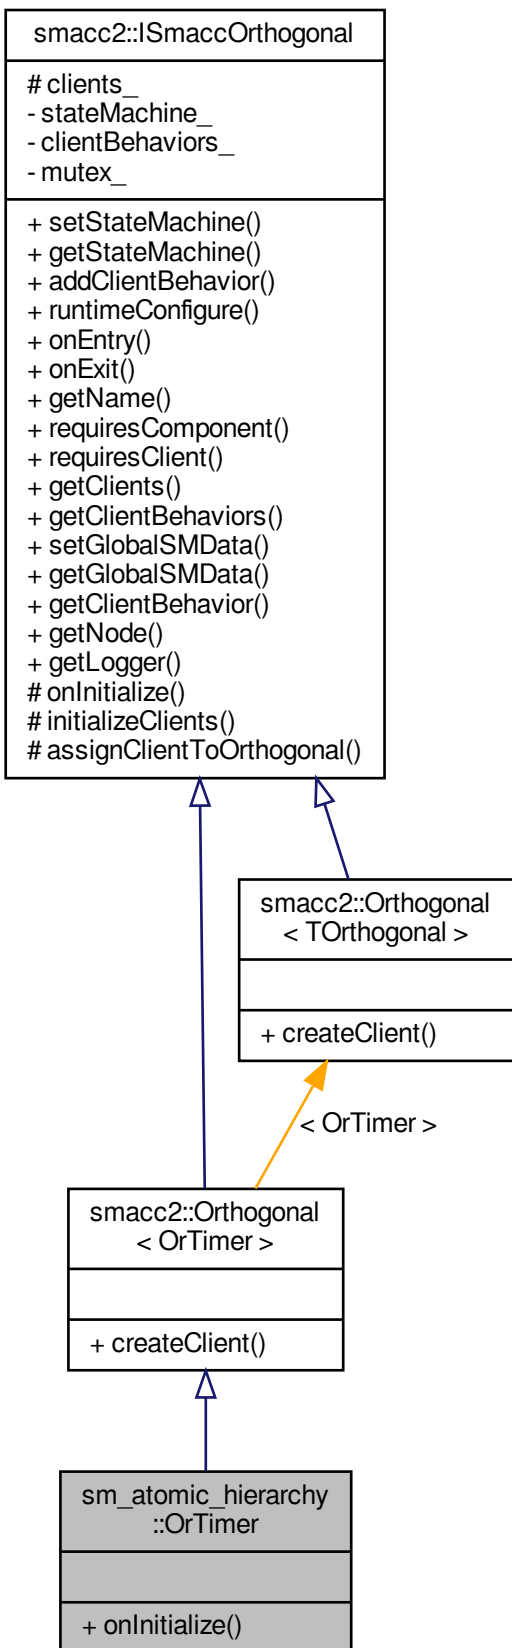 smacc2::ISmaccOrthogonal
# clients_
- stateMachine_
- clientBehaviors_
- mutex_
+ setStateMachine()
+ getStateMachine()
+ addClientBehavior()
+ runtimeConfigure()
+ onEntry()
+ onExit()
+ getName()
+ requiresComponent()
+ requiresClient()
+ getClients()
+ getClientBehaviors()
+ setGlobalSMData()
+ getGlobalSMData()
+ getClientBehavior()
+ getNode()
+ getLogger()
# onInitialize()
# initializeClients()
# assignClientToOrthogonal()
smacc2::Orthogonal
< TOrthogonal >
+ createClient()
< OrTimer >
smacc2::Orthogonal
< OrTimer >
+ createClient()
sm_atomic_hierarchy
::OrTimer
+ onInitialize()